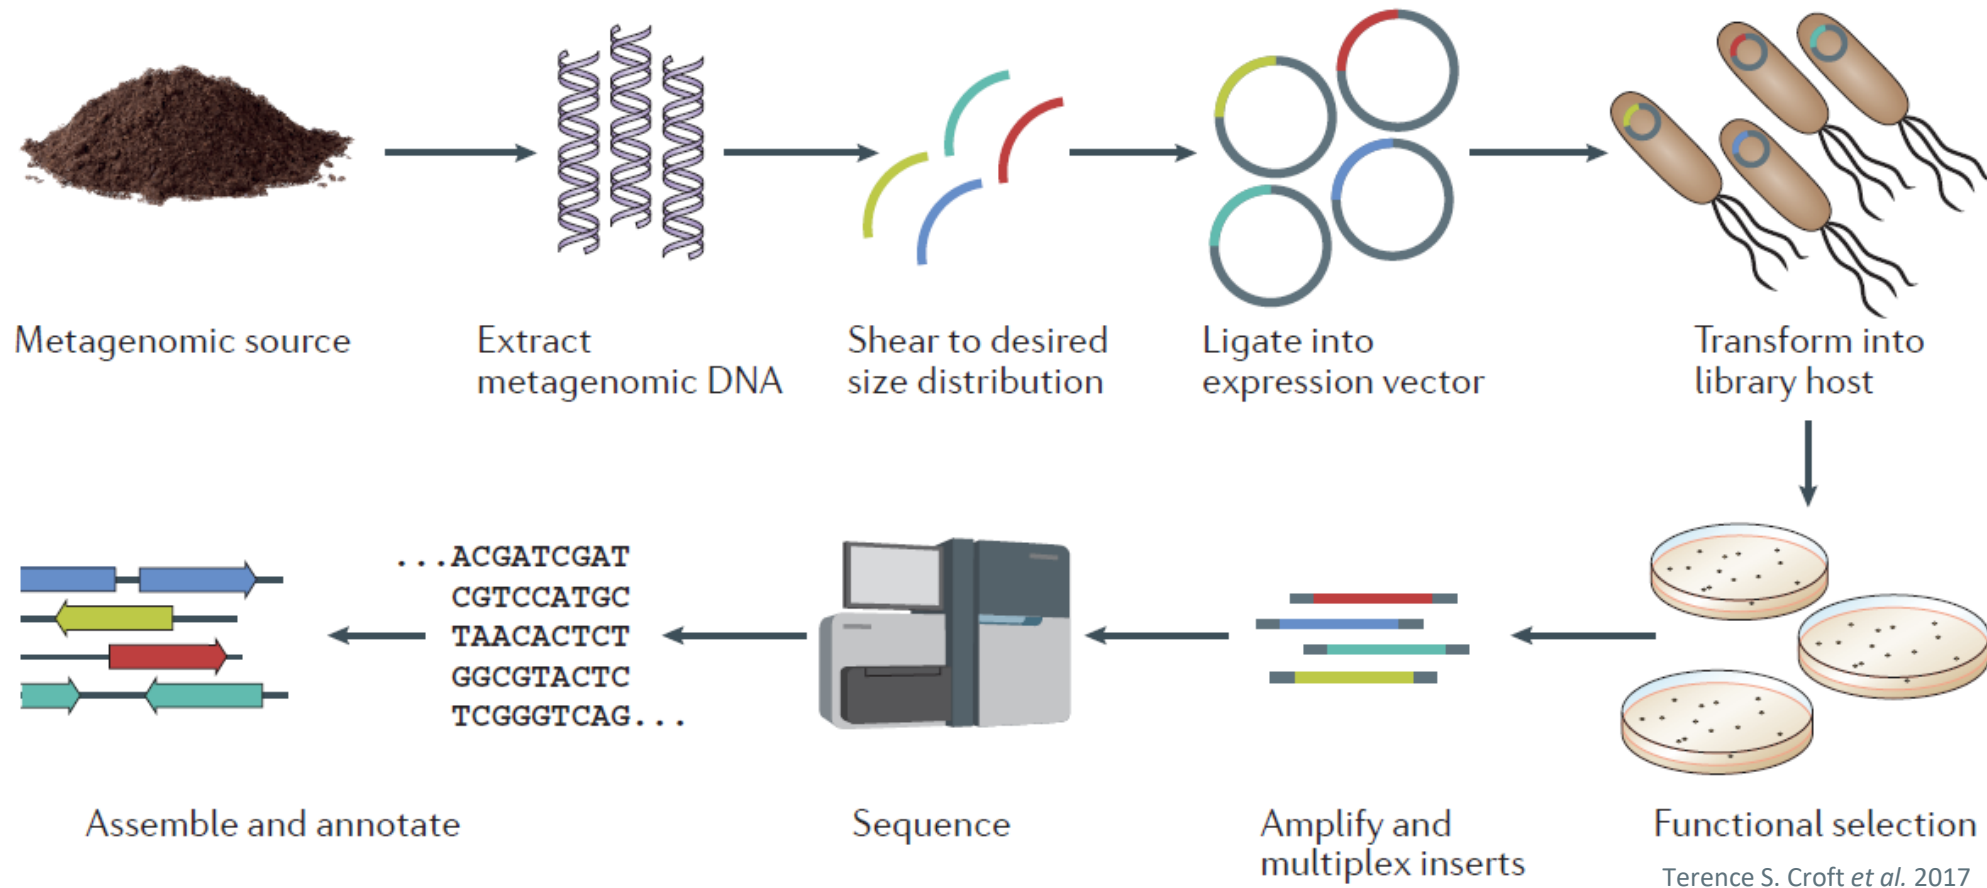 Metagenomic source
Extract
metagenomic DNA
Shear to desired
size distribution
Ligate into
expression vector
Transform into
library host
...ACGATCGAT
CGTCCATGC
TAACACTCT
GGCGTACTC
TCGGGTCAG...
Assemble and annotate
Sequence
Amplify and
multiplex inserts
Functional selection
Terence S. Croft et al. 2017